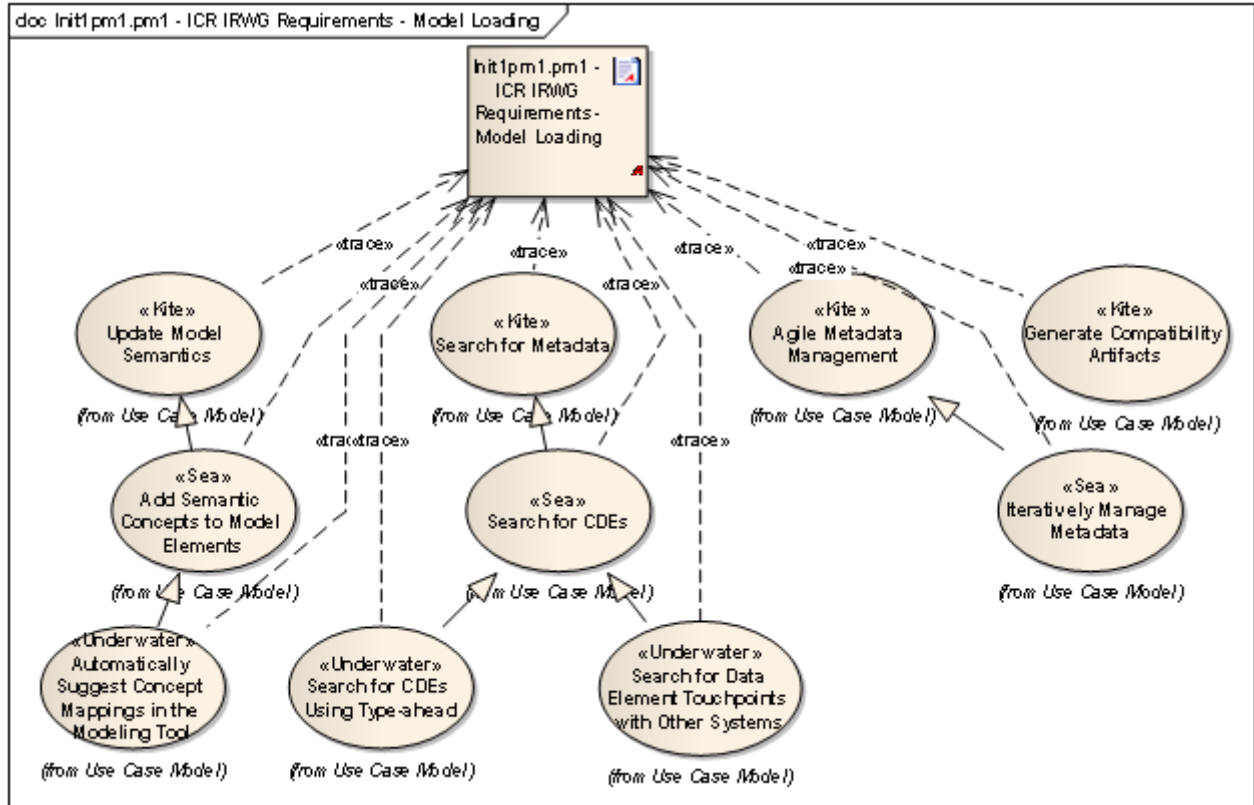 doc Init1pm1.pm1 - ICR IRWG Requirements - Model Loading
Init1pm1.pm1 -
ICR IRWG
Requirements-
Model Loading
«trace»
«trace»
«trace»
«trace»
«trace»
«trace»
«trace»
«Kite»
Update Model
Semantics
(from Use Case Model)
«Kite»
Search for Metadata
(from Use Case Model)
«Kite»
Agile Metadata
Management
(from Use Case Model)
«Kite»
Generate Compatibility
Artifacts
(from Use Case Model)
«trace»
«trace»
«Sea»
Add Semantic
Concepts to Model
Elements
(from Use Case Model)
«Sea»
Search for CDEs
(from Use Case Model)
«trace»
«Sea»
Iteratively Manage
Metadata
(from Use Case Model)
«Underwater»
Automatically
Suggest Concept
Mappings in the
Modeling Tool
(from Use Case Model)
«Underwater»
Search for CDEs
Using Type-ahead
(from Use Case Model)
«Underwater»
Search for Data
Element Touchpoints
with Other Systems
(from Use Case Model)